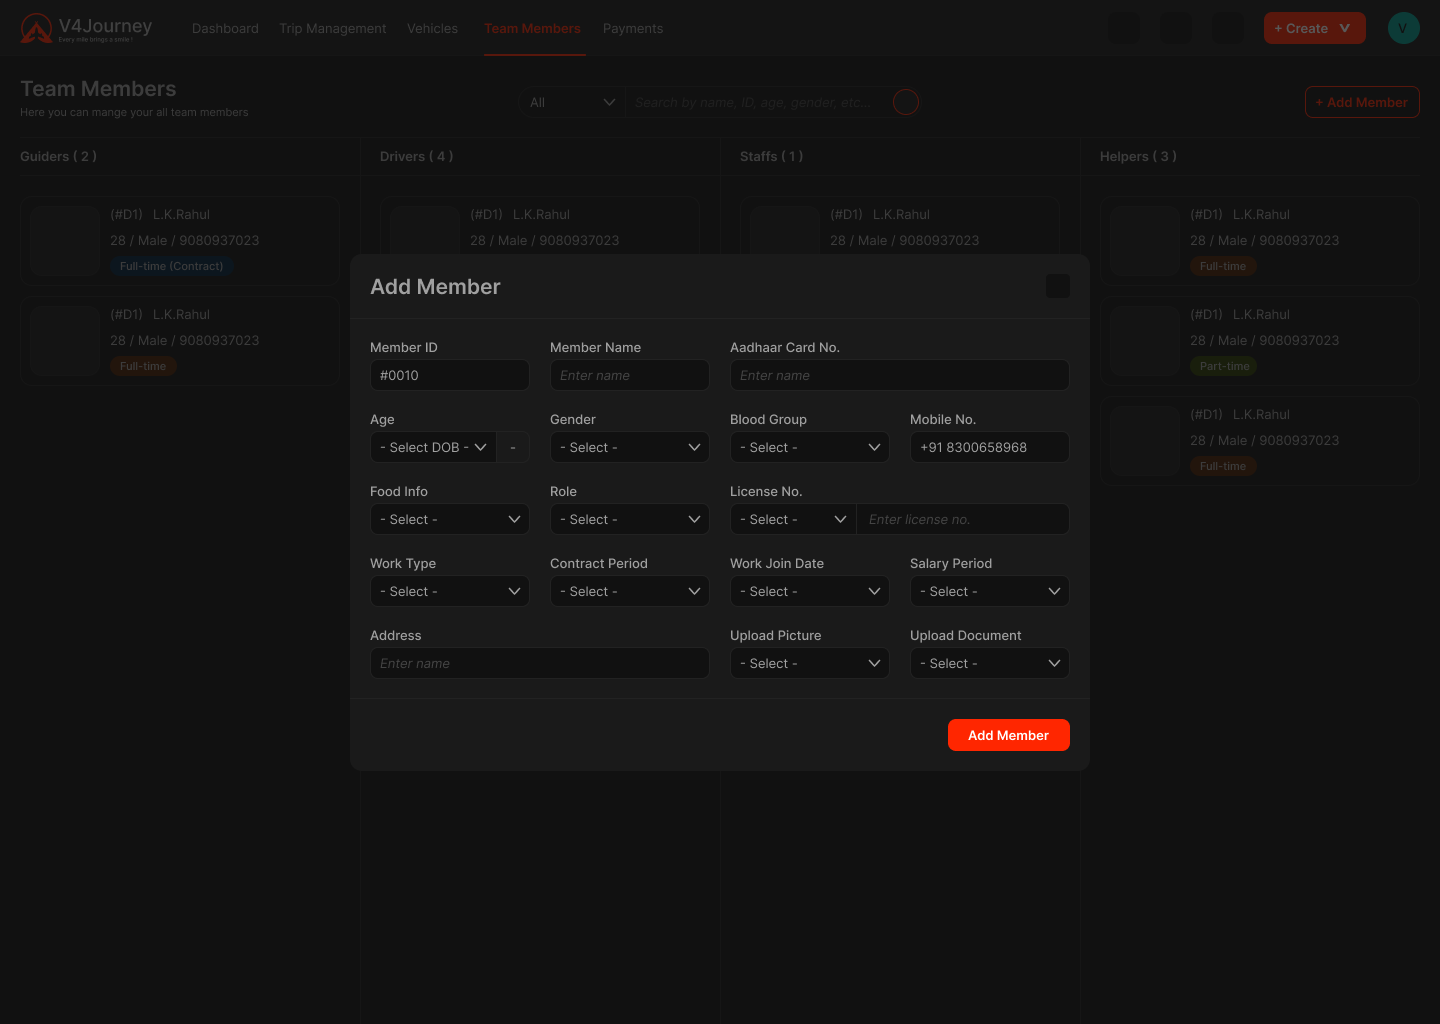 V4Journey
Every mile brings a smile !
Dashboard
Trip Management
Vehicles
Team Members
Payments
+ Create
V
Team Members
Here you can mange your all team members
All
Search by name, ID, age, gender, etc...
+ Add Member
Guiders ( 2 )
Drivers ( 4 )
Staffs ( 1 )
Helpers ( 3 )
(#D1) L.K.Rahul
28 / Male / 9080937023
Full-time (Contract)
(#D1) L.K.Rahul
28 / Male / 9080937023
Full-time
(#D1) L.K.Rahul
28 / Male / 9080937023
(#D1) L.K.Rahul
28 / Male / 9080937023
(#D1) L.K.Rahul
28 / Male / 9080937023
Full-time
(#D1) L.K.Rahul
28 / Male / 9080937023
Part-time
(#D1) L.K.Rahul
28 / Male / 9080937023
Full-time
Add Member
Member ID
#0010
Member Name
Enter name
Aadhaar Card No.
Enter name
Age
- Select DOB -
-
Gender
- Select -
Blood Group
- Select -
Mobile No.
+91 8300658968
Food Info
- Select -
Role
- Select -
License No.
- Select -
Enter license no.
Work Type
- Select -
Contract Period
- Select -
Work Join Date
- Select -
Salary Period
- Select -
Address
Enter name
Upload Picture
- Select -
Upload Document
- Select -
Add Member